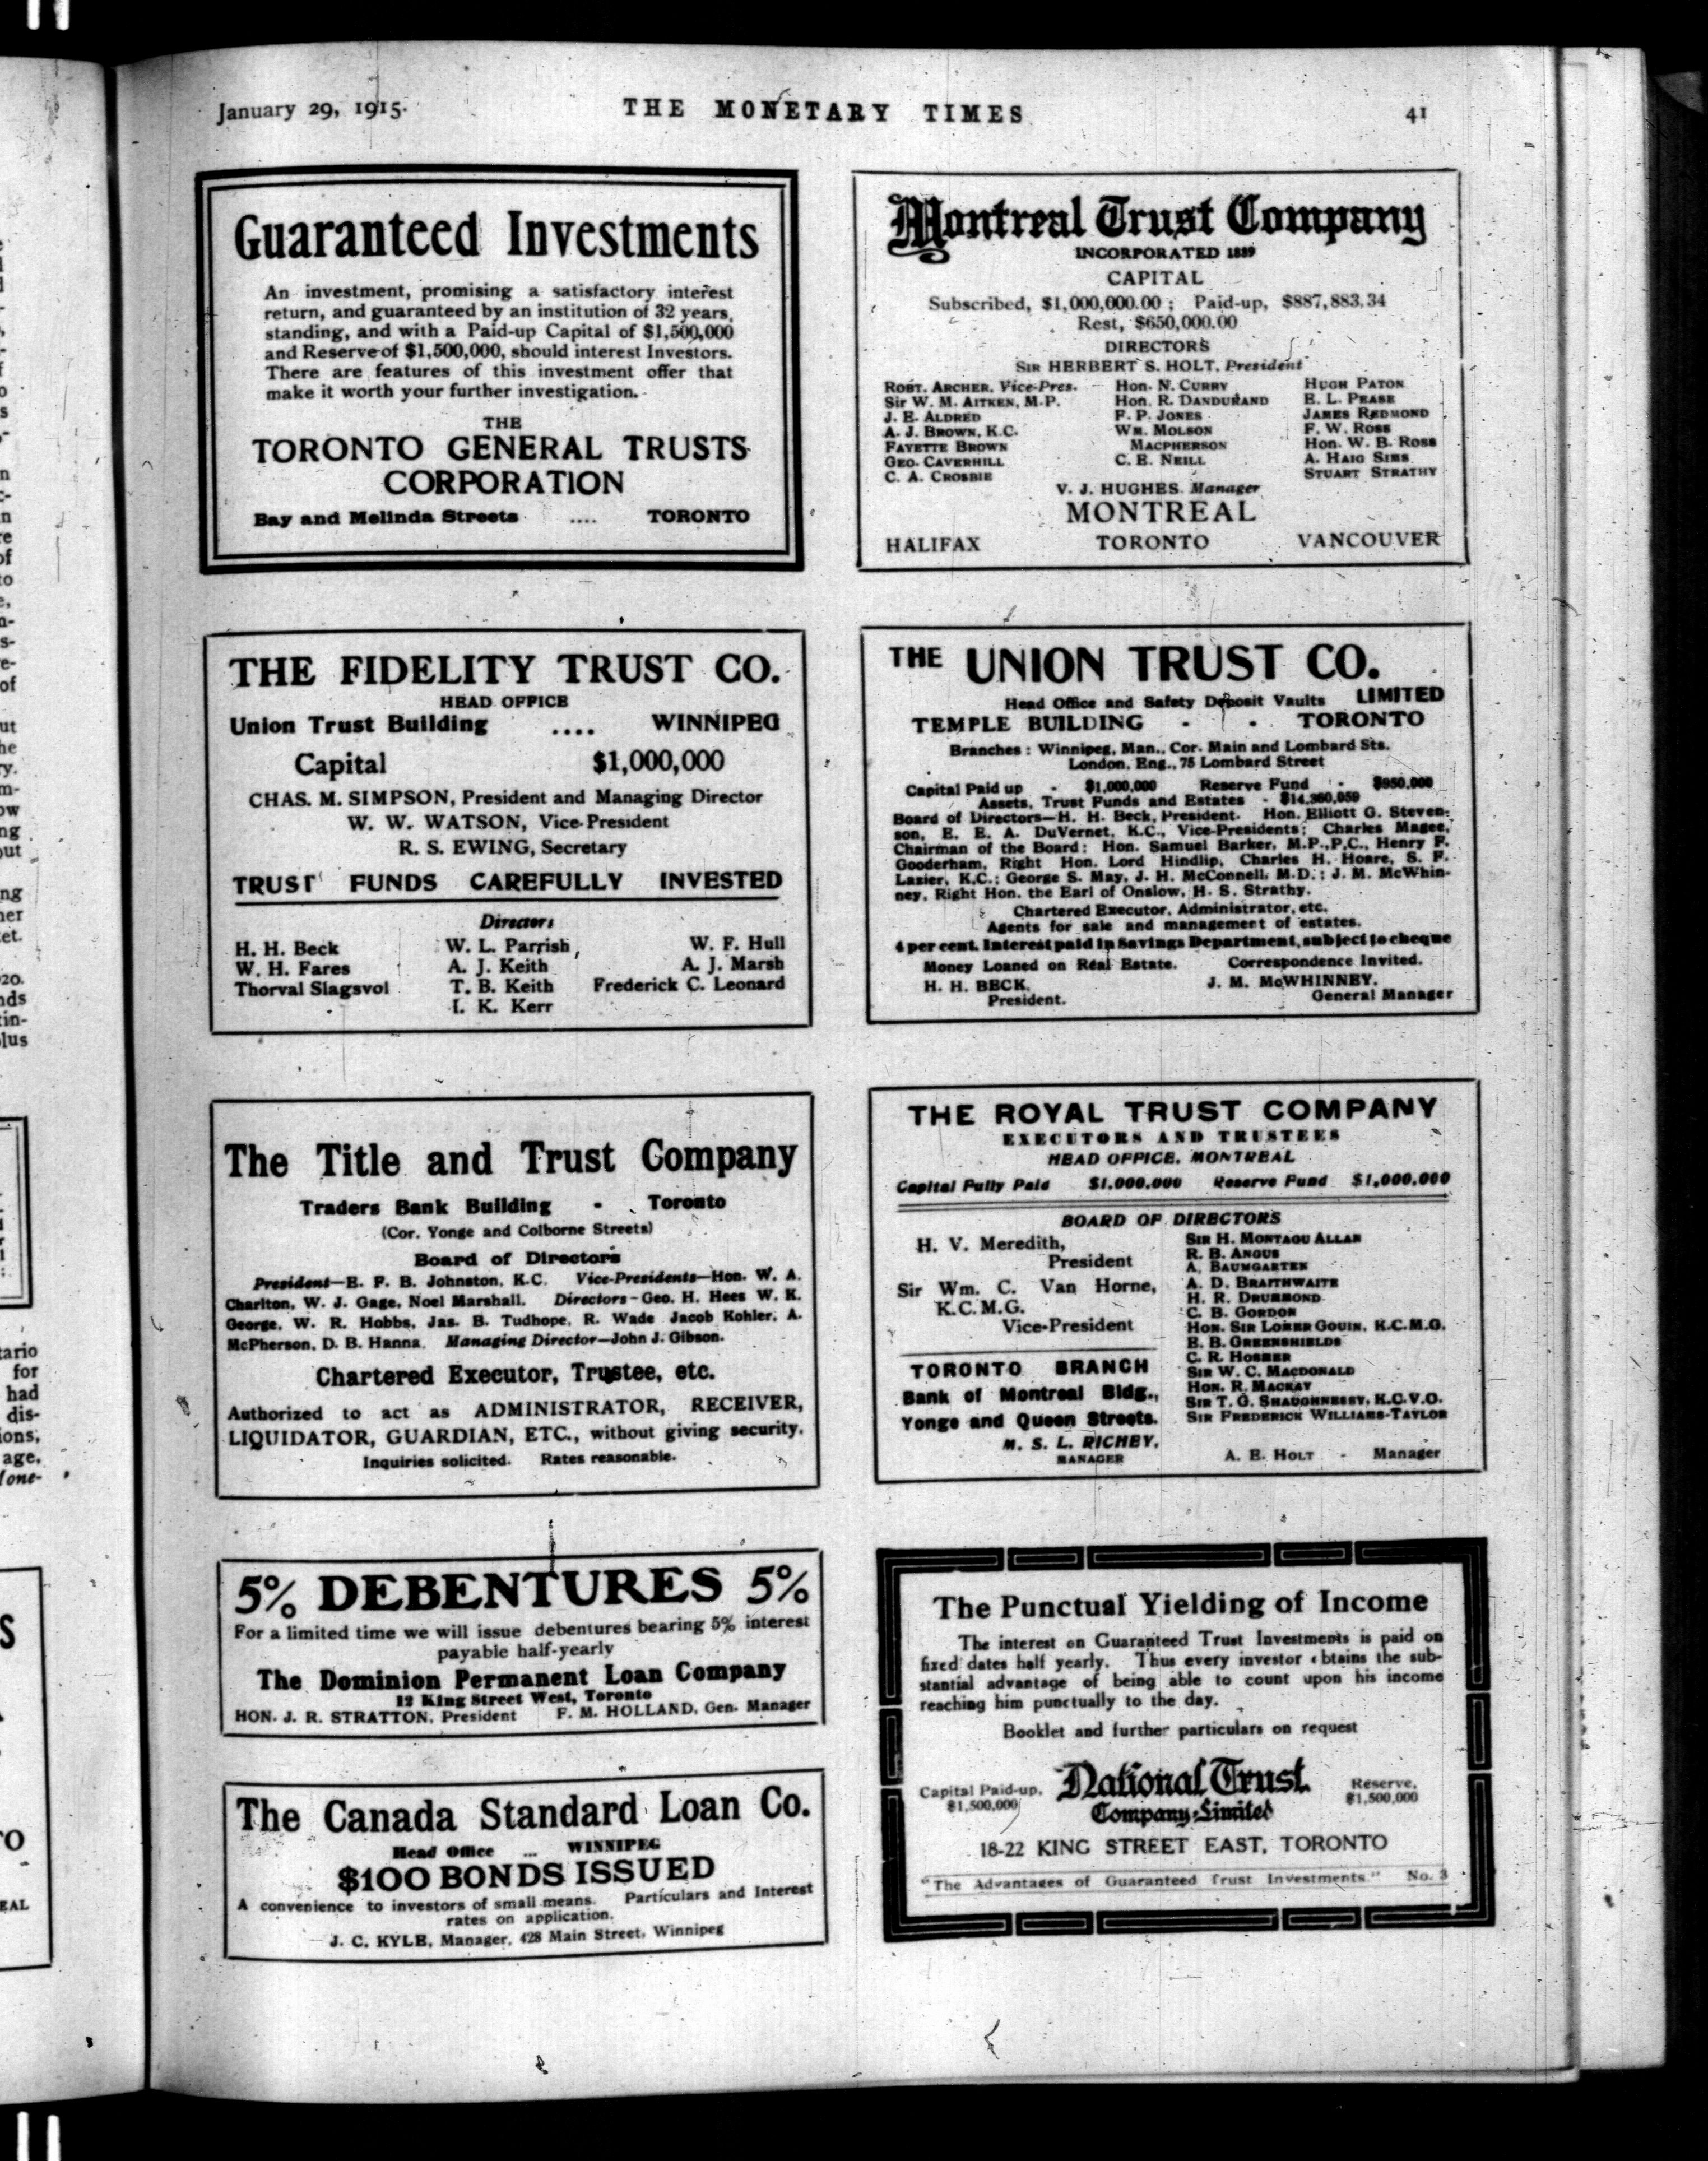 January 29, 1915.
THE MONETARY TIMES
41
Guaranteed Investments
An investment, promising a satisfactory interest
return, and guaranteed by an institution of 32 years,
standing, and with a Paid-up Capital of $1,500,000
and Reserve of $1,500,000, should interest Investors.
There are features of this investment offer that
make it worth your further investigation.
THE
TORONTO GENERAL TRUSTS
CORPORATION
Bay and Melinda Streets .... TORONTO
Montreal Trust Company
INCORPORATED 1889
CAPITAL
Subscribed, $1,000,000.00; Paid-up, $887,883.34
Rest, $650,000.00
DIRECTORS
SIR HERBERT S. HOLT, President
ROBT. ARCHER, Vice-Pres.
Sir W. M. AITKEN, M.P.
J. E. ALDRED
A. J. BROWN, K.C.
FAYETTE BROWN
GEO. CAVERHILL
C. A. CROSBIE
Hon. N. CURRY
Hon. R. DANDURAND
F. P. JONES
WM. MOLSON
MACPHERSON
C. E. NEILL
HUGH PATON
E. L. PEASE
JAMES REDMOND
F. W. ROSS
Hon. W. B. ROSS
A. HAIG SIMS
STUART STRATHY
V. J. HUGHES, Manager
MONTREAL
HALIFAX TORONTO VANCOUVER
THE FIDELITY TRUST CO.
HEAD OFFICE
Union Trust Building .... WINNIPEG
Capital $1,000,000
CHAS. M. SIMPSON, President and Managing Director
W. W. WATSON, Vice-President
R. S. EWING, Secretary
TRUST FUNDS CAREFULLY INVESTED
Directors
H. H. Beck W. L. Parrish, W. F. Hull
W. H. Fares A. J. Keith A. J. Marsh
Thorval Slagsvol T. B. Keith Frederick C. Leonard
I. K. Kerr
THE UNION TRUST CO.
LIMITED
Head Office and Safety Deposit Vaults
TEMPLE BUILDING - - TORONTO
Branches: Winnipeg, Man., Cor. Main and Lombard Sts.
London, Eng., 75 Lombard Street
Capital Paid up - $1,000,000 Reserve Fund - $950,000
Assets, Trust Funds and Estates - $14,360,059
Board of Directors—H. H. Beck, President. Hon. Elliott G. Steven-
son, E. E. A. DuVernet, K.C., Vice-Presidents; Charles Magee,
Chairman of the Board; Hon. Samuel Barker, M.P.,P.C., Henry F.
Gooderham, Right Hon. Lord Hindlip, Charles H. Hoare, S. F.
Lazier, K.C.; George S. May, J. H. McConnell, M.D.; J. M. McWhin-
ney, Right Hon. the Earl of Onslow, H. S. Strathy.
Chartered Executor, Administrator, etc.
Agents for sale and management of estates.
4 per cent. Interest paid in Savings Department, subject to cheque
Money Loaned on Real Estate. Correspondence Invited.
H. H. BECK, J. M. McWHINNEY,
President. General Manager
The Title and Trust Company
Traders Bank Building - Toronto
(Cor. Yonge and Colborne Streets)
Board of Directors
President—E. F. B. Johnston, K.C. Vice-Presidents—Hon. W. A.
Charlton, W. J. Gage, Noel Marshall. Directors-Geo. H. Hees W. K.
George, W. R. Hobbs, Jas. B. Tudhope, R. Wade Jacob Kohler, A.
McPherson, D. B. Hanna. Managing Director—John J. Gibson.
Chartered Executor, Trustee, etc.
Authorized to act as ADMINISTRATOR, RECEIVER,
LIQUIDATOR, GUARDIAN, ETC., without giving security.
Inquiries solicited. Rates reasonable.
THE ROYAL TRUST COMPANY
EXECUTORS AND TRUSTEES
HEAD OFFICE, MONTREAL
Capital Fully Paid $1,000,000 Reserve Fund $1,000,000
BOARD OF DIRECTORS
H. V. Meredith,
President
Sir Wm. C. Van Horne,
K.C.M.G.
Vice-President
TORONTO BRANCH
Bank of Montreal Bldg.,
Yonge and Queen Streets.
M. S. L. RICHEY,
MANAGER
SIR H. MONTAGU ALLAN
R. B. ANGUS
A. BAUMGARTEN
A. D. BRAITHWAITE
H. R. DRUMMOND
C. B. GORDON
HON. SIR LOMER GOUIN, K.C.M.G.
E. B. GREENSHIELDS
C. R. HOSMER
SIR W. C. MACDONALD
HON. R. MACKAY
SIR T. G. SHAUGHNESSY, K.C.V.O.
SIR FREDERICK WILLIAMS-TAYLOR
A. E. HOLT - Manager
5% DEBENTURES 5%
For a limited time we will issue debentures bearing 5% interest
payable half-yearly
The Dominion Permanent Loan Company
12 King Street West, Toronto
HON. J. R. STRATTON, President F. M. HOLLAND, Gen. Manager
The Canada Standard Loan Co.
Head Office ... WINNIPEG
$100 BONDS ISSUED
A convenience to investors of small means. Particulars and Interest
rates on application.
J. C. KYLE, Manager, 428 Main Street, Winnipeg
The Punctual Yielding of Income
The interest on Guaranteed Trust Investments is paid on
fixed dates half yearly. Thus every investor obtains the sub-
stantial advantage of being able to count upon his income
reaching him punctually to the day.
Booklet and further particulars on request
Capital Paid-up, $1,500,000
National Trust
Company Limited
Reserve, $1,500,000
18-22 KING STREET EAST, TORONTO
"The Advantages of Guaranteed Trust Investments." No. 3